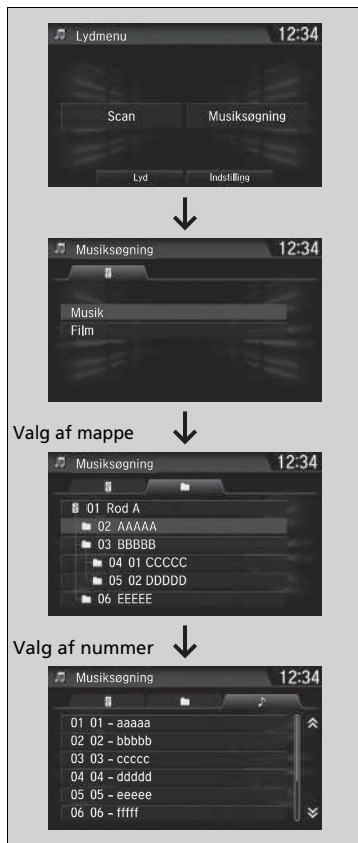 Lydmenu 12:34
Scan Musiksøgning
Lyd Indstilling
Musiksøgning 12:34
Musik
Film
Valg af mappe
Musiksøgning 12:34
01 Rod A
02 AAAAA
03 BBBBB
04 01 CCCCC
05 02 DDDDD
06 EEEEE
Valg af nummer
Musiksøgning 12:34
01 01 – aaaaa
02 02 – bbbbb
03 03 – ccccc
04 04 – ddddd
05 05 – eeeee
06 06 – fffff